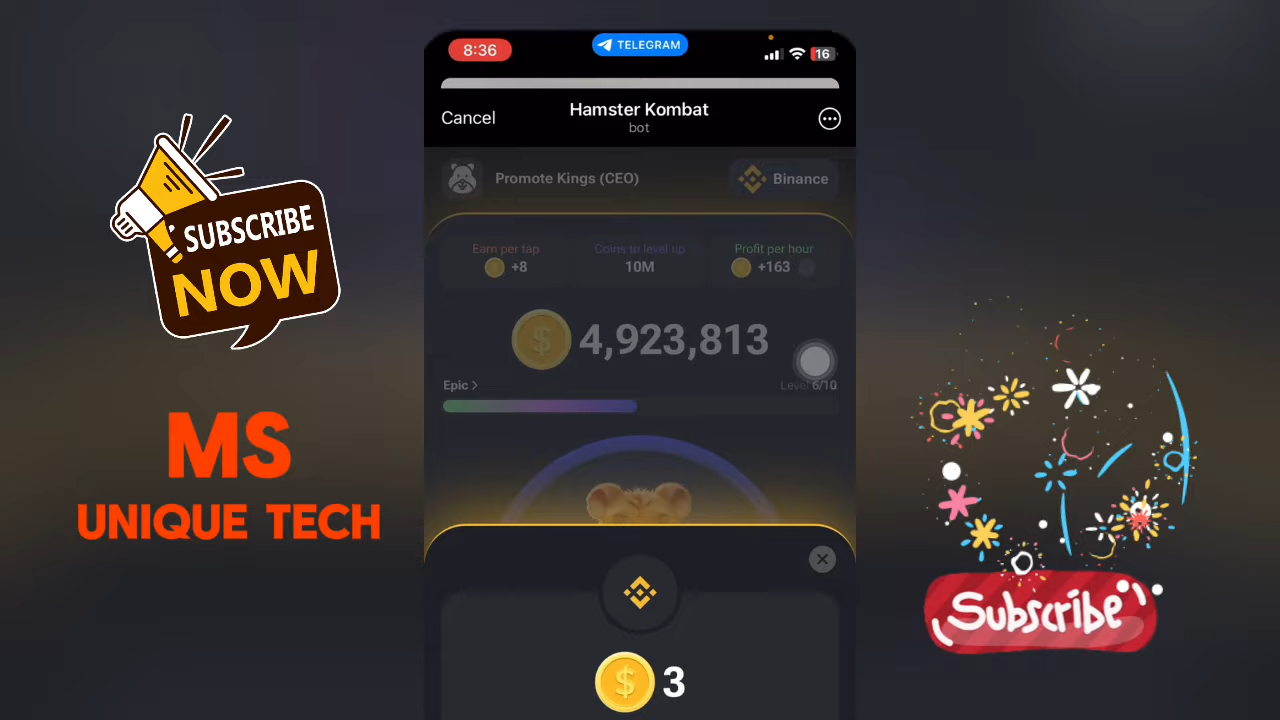 8:36
TELEGRAM
16
Cancel
Hamster Kombat
bot
Promote Kings (CEO)
Binance
Earn per tap
+8
Coins to level up
10M
Profit per hour
+163
$ 4,923,813
Epic >
Level 6/10
$ 3
SUBSCRIBE
NOW
MS
UNIQUE TECH
Subscribe